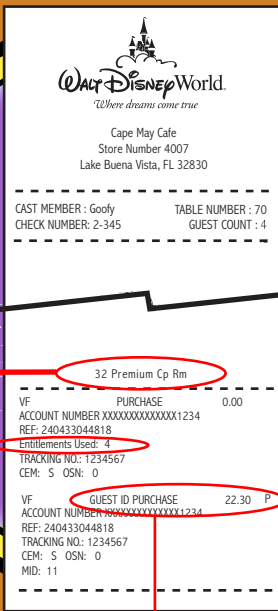 WALT DISNEY World.
Where dreams come true
Cape May Cafe
Store Number 4007
Lake Buena Vista, FL 32830
CAST MEMBER : Goofy TABLE NUMBER : 70
CHECK NUMBER: 2-345 GUEST COUNT : 4
32 Premium Cp Rm
VF PURCHASE 0.00
ACCOUNT NUMBER XXXXXXXXXXXXXX1234
REF: 240433044818
Entitlements Used: 4
TRACKING NO.: 1234567
CEM: S OSN: 0
VF GUEST ID PURCHASE 22.30 P
ACCOUNT NUMBER XXXXXXXXXXXXXX1234
REF: 240433044818
TRACKING NO.: 1234567
CEM: S OSN: 0
MID: 11